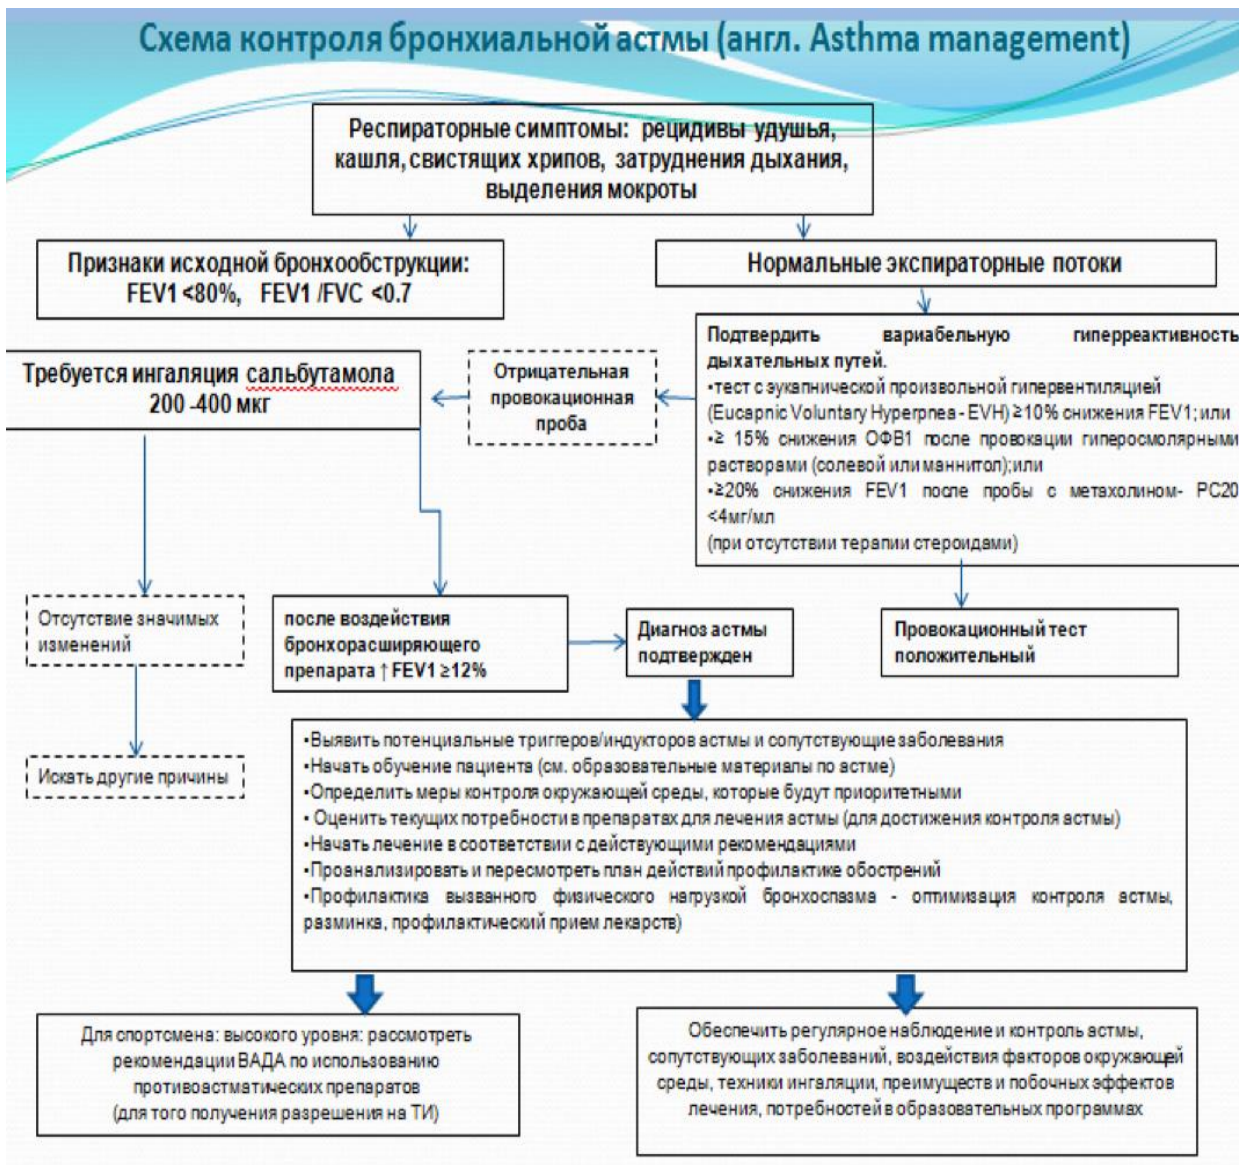 Схема контроля бронхиальной астмы (англ. Asthma management)
Респираторные симптомы: рецидивы удушья,
кашля, свистящих хрипов, затруднения дыхания,
выделения мокроты
Признаки исходной бронхообструкции:
FEV1 <80%, FEV1 /FVC <0.7
Нормальные экспираторные потоки
Требуется ингаляция сальбутамола
200 -400 мкг
Отрицательная
провокационная
проба
Подтвердить вариабельную гиперреактивность
дыхательных путей.
•тест с эукапнической произвольной гипервентиляцией
(Eucapnic Voluntary Hyperpnea - EVH) ≥10% снижения FEV1; или
•≥ 15% снижения ОФВ1 после провокации гиперосмолярными
растворами (солевой или маннитол);или
•≥20% снижения FEV1 после пробы с метахолином- PC20
<4мг/мл
(при отсутствии терапии стероидами)
Отсутствие значимых
изменений
после воздействия
бронхорасширяющего
препарата ↑ FEV1 ≥12%
Диагноз астмы
подтвержден
Провокационный тест
положительный
Искать другие причины
•Выявить потенциальные триггеров/индукторов астмы и сопутствующие заболевания
•Начать обучение пациента (см. образовательные материалы по астме)
•Определить меры контроля окружающей среды, которые будут приоритетными
• Оценить текущих потребности в препаратах для лечения астмы (для достижения контроля астмы)
•Начать лечение в соответствии с действующими рекомендациями
•Проанализировать и пересмотреть план действий профилактике обострений
•Профилактика вызванного физического нагрузкой бронхоспазма - оптимизация контроля астмы,
разминка, профилактический прием лекарств)
Для спортсмена: высокого уровня: рассмотреть
рекомендации ВАДА по использованию
противоастматических препаратов
(для того получения разрешения на ТИ)
Обеспечить регулярное наблюдение и контроль астмы,
сопутствующих заболеваний, воздействия факторов окружающей
среды, техники ингаляции, преимуществ и побочных эффектов
лечения, потребностей в образовательных программах